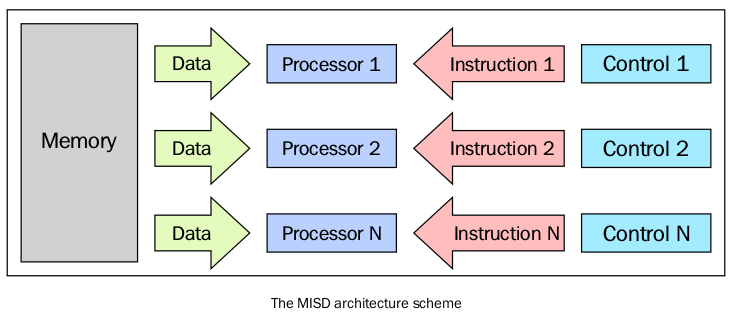 Memory
Data
Processor 1
Instruction 1
Control 1
Data
Processor 2
Instruction 2
Control 2
Data
Processor N
Instruction N
Control N
The MISD architecture scheme